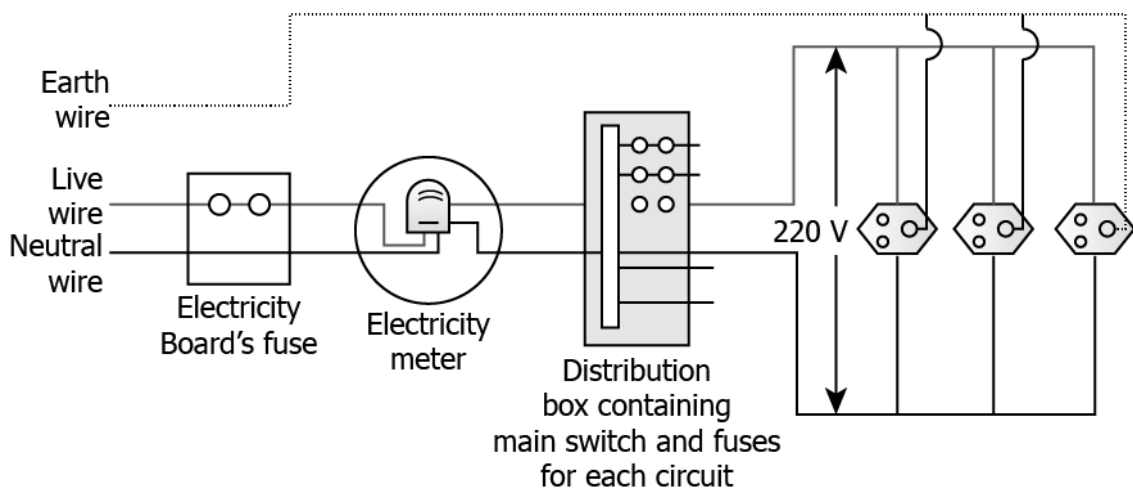 Earth
wire
Live
wire
Neutral
wire
Electricity
Board’s fuse
Electricity
meter
Distribution
box containing
main switch and fuses
for each circuit
220 V